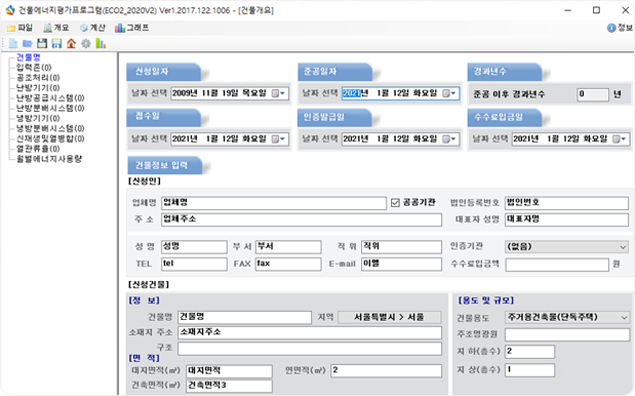 건물에너지평가프로그램(ECO2_2020V2) Ver1.2017.122.1006 - [건물개요]
파일 개요 계산 그래프 정보
건물명
입력존(0)
공조처리(0)
난방기기(0)
난방공급시스템(0)
난방분배시스템(0)
냉방기기(0)
냉방분배시스템(0)
신재생및열병합(0)
열관류율(0)
월별에너지사용량
신청일자 준공일자 경과년수
날짜 선택 2009년 11월 19일 목요일 날짜 선택 2021년 1월 12일 화요일 준공 이후 경과년수 0 년
접수일 인증발급일 수수료입금일
날짜 선택 2021년 1월 12일 화요일 날짜 선택 2021년 1월 12일 화요일 날짜 선택 2021년 1월 12일 화요일
건물정보 입력
[신청인]
업체명 업체명 공공기관 법인등록번호 법인번호
주 소 업체주소 대표자 성명 대표자명
성 명 성명 부 서 부서 직 위 직위 인증기관 (없음)
TEL tel FAX fax E-mail 이멜 수수료입금액 원
[신청건물]
[정 보] [용도 및 규모]
건물명 건물명 지역 서울특별시 > 서울 건물용도 주거용건축물(단독주택)
소재지 주소 소재지주소 주조명광원
구조 지 하(층수) 2
[면 적] 지 상(층수) 1
대지면적(㎡) 대지면적 연면적(㎡) 2
건축면적(㎡) 건축면적3